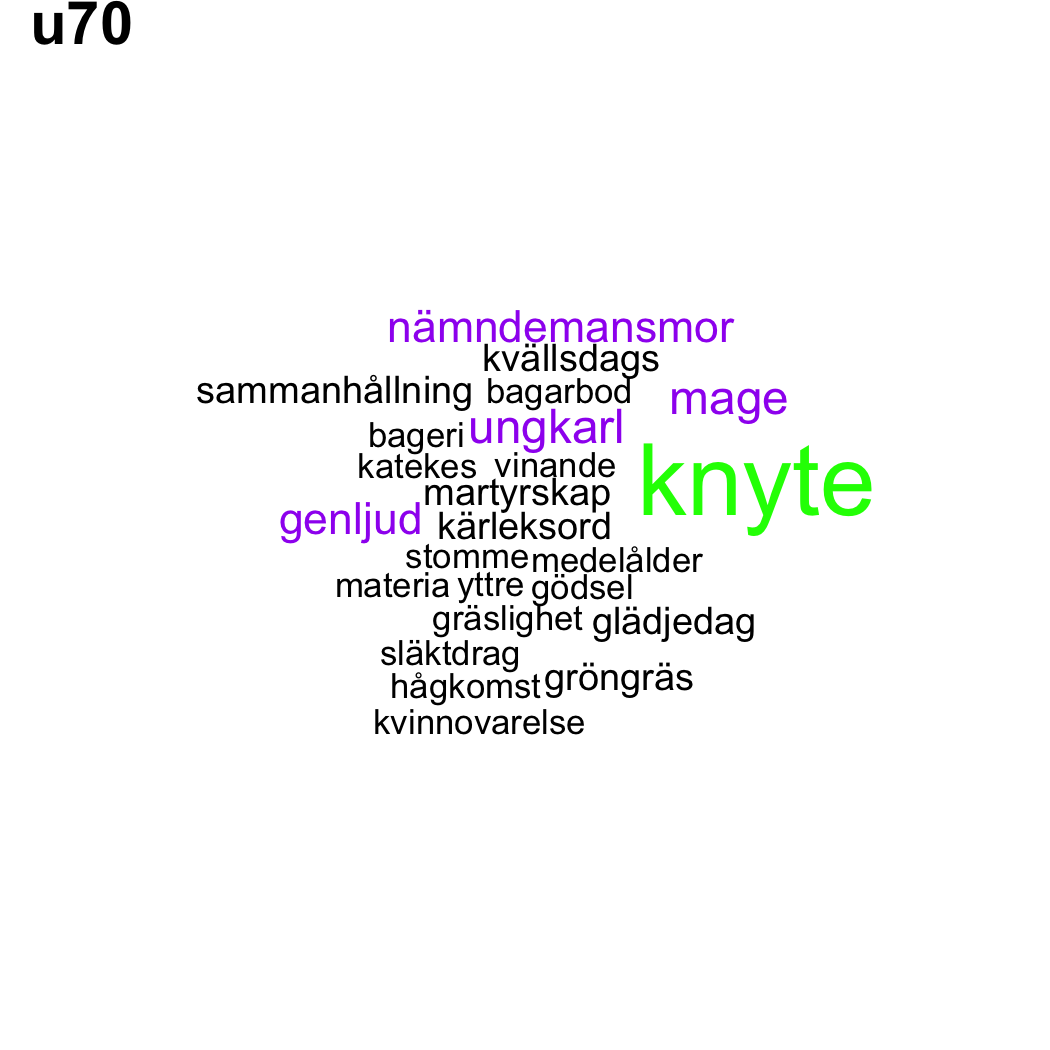 u70
nämndemansmor
kvällsdags
sammanhållning bagarbod mage
bageri ungkarl
katekes vinande knyte
martyrskap
genljud kärleksord
stomme medelålder
materia yttre gödsel
gräslighet glädjedag
släktdrag
hågkomst gröngräs
kvinnovarelse